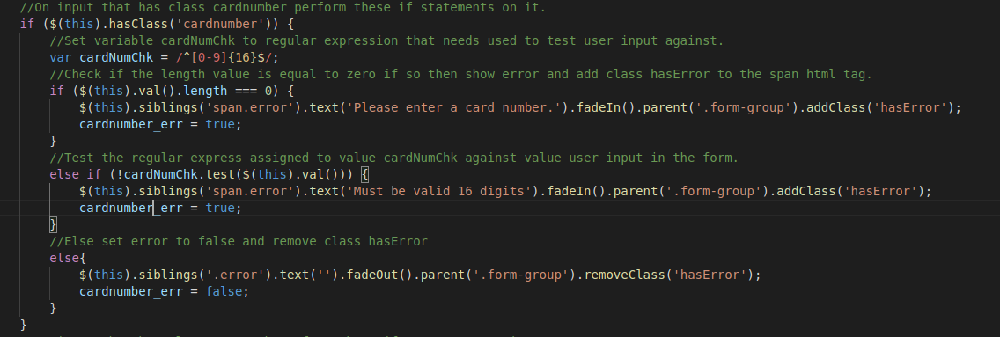 //On input that has class cardnumber perform these if statements on it.
if ($(this).hasClass('cardnumber')) {
//Set variable cardNumChk to regular expression that needs used to test user input against.
var cardNumChk = /^[0-9]{16}$/;
//Check if the length value is equal to zero if so then show error and add class hasError to the span html tag.
if ($(this).val().length === 0) {
$(this).siblings('span.error').text('Please enter a card number.').fadeIn().parent('.form-group').addClass('hasError');
cardnumber_err = true;
}
//Test the regular express assigned to value cardNumChk against value user input in the form.
else if (!cardNumChk.test($(this).val())) {
$(this).siblings('span.error').text('Must be valid 16 digits').fadeIn().parent('.form-group').addClass('hasError');
cardnumber_err = true;
}
//Else set error to false and remove class hasError
else{
$(this).siblings('.error').text('').fadeOut().parent('.form-group').removeClass('hasError');
cardnumber_err = false;
}
}